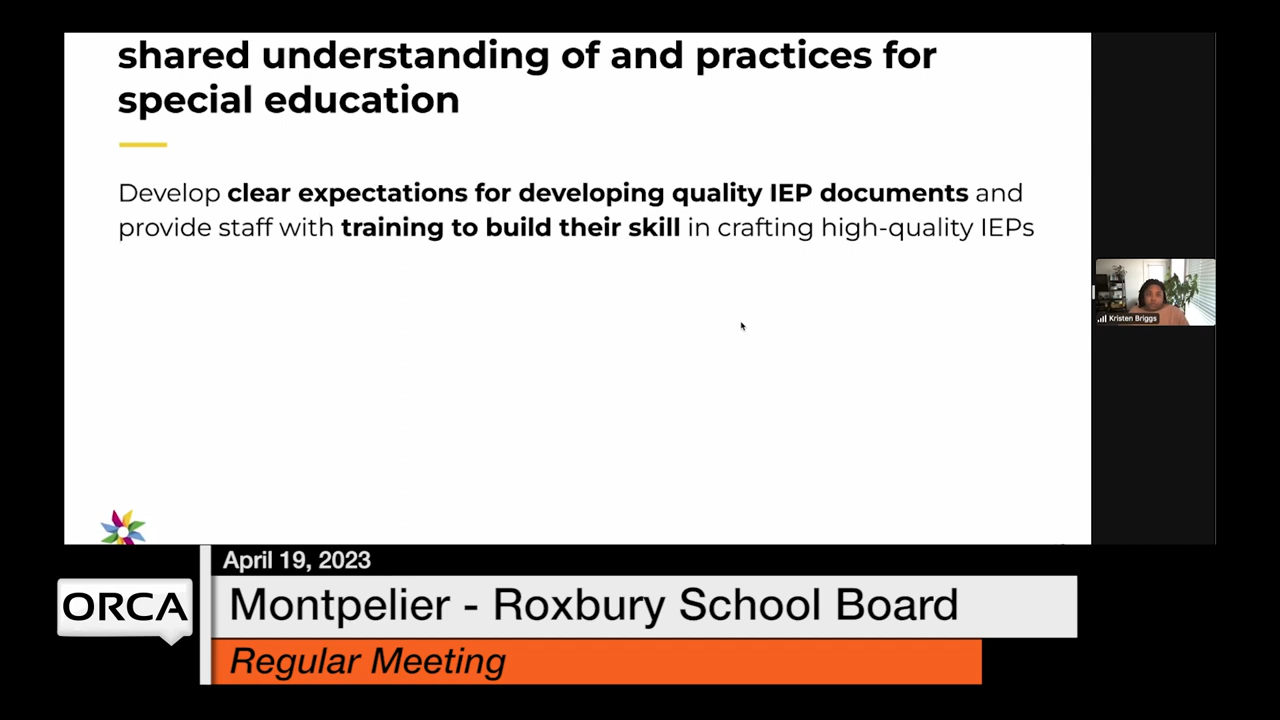 shared understanding of and practices for
special education
Develop clear expectations for developing quality IEP documents and
provide staff with training to build their skill in crafting high-quality IEPs
Kristen Briggs
April 19, 2023
ORCA
Montpelier - Roxbury School Board
Regular Meeting